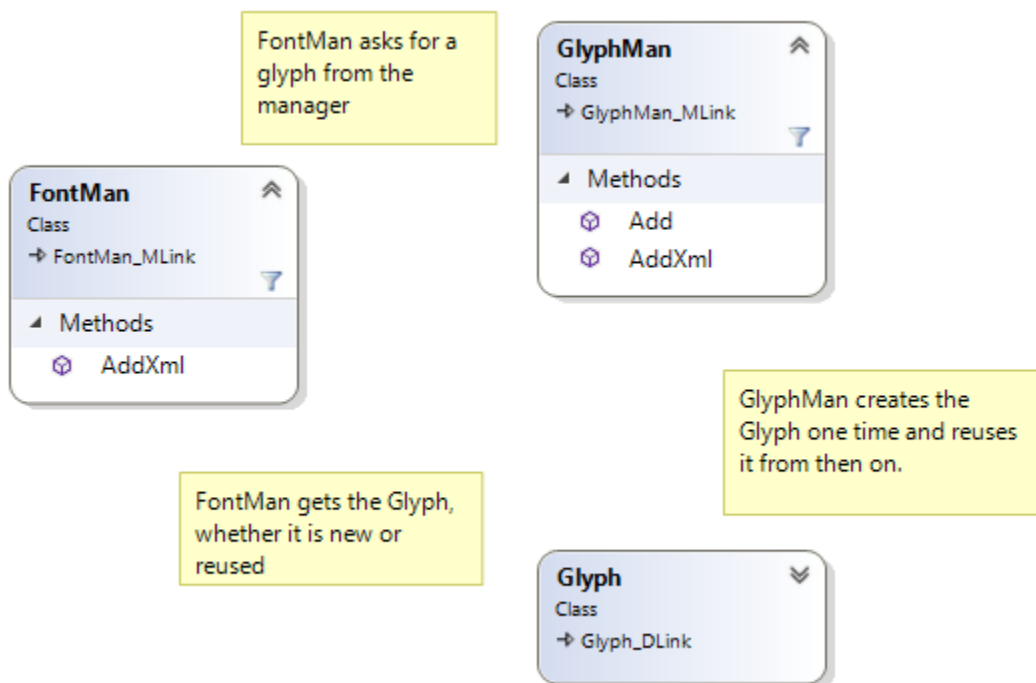 FontMan asks for a
glyph from the
manager
GlyphMan
Class
GlyphMan_MLink
Methods
Add
AddXml
FontMan
Class
FontMan_MLink
Methods
AddXml
GlyphMan creates the
Glyph one time and reuses
it from then on.
FontMan gets the Glyph,
whether it is new or
reused
Glyph
Class
Glyph_DLink